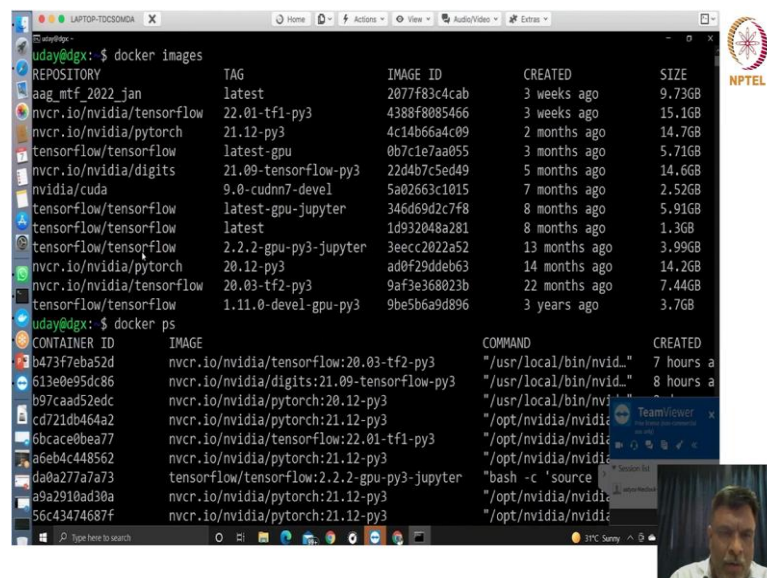 LAPTOP-TDCSOMDA X Home Actions View Audio/Video Extras
uday@dgx: ~
uday@dgx: $ docker images
REPOSITORY TAG IMAGE ID CREATED SIZE
aag_mtf_2022_jan latest 2077f83c4cab 3 weeks ago 9.73GB
nvcr.io/nvidia/tensorflow 22.01-tf1-py3 4388f8085466 3 weeks ago 15.1GB
nvcr.io/nvidia/pytorch 21.12-py3 4c14b66a4c09 2 months ago 14.7GB
tensorflow/tensorflow latest-gpu 0b7c1e7aa055 3 months ago 5.71GB
nvcr.io/nvidia/digits 21.09-tensorflow-py3 22d4b7c5ed49 5 months ago 14.6GB
nvidia/cuda 9.0-cudnn7-devel 5a02663c1015 7 months ago 2.52GB
tensorflow/tensorflow latest-gpu-jupyter 346d69d2c7f8 8 months ago 5.91GB
tensorflow/tensorflow latest 1d932048a281 8 months ago 1.3GB
tensorflow/tensorflow 2.2.2-gpu-py3-jupyter 3eecc2022a52 13 months ago 3.99GB
nvcr.io/nvidia/pytorch 20.12-py3 ad0f29ddeb63 14 months ago 14.2GB
nvcr.io/nvidia/tensorflow 20.03-tf2-py3 9af3e368023b 22 months ago 7.44GB
tensorflow/tensorflow 1.11.0-devel-gpu-py3 9be5b6a9d896 3 years ago 3.7GB
uday@dgx: $ docker ps
CONTAINER ID IMAGE COMMAND CREATED
b473f7eba52d nvcr.io/nvidia/tensorflow:20.03-tf2-py3 "/usr/local/bin/nvid…" 7 hours a
613e0e95dc86 nvcr.io/nvidia/digits:21.09-tensorflow-py3 "/usr/local/bin/nvid…" 8 hours a
b97caad52edc nvcr.io/nvidia/pytorch:20.12-py3 "/usr/local/bin/nvi
cd721db464a2 nvcr.io/nvidia/pytorch:21.12-py3 "/opt/nvidia/nvidia
6bcace0bea77 nvcr.io/nvidia/tensorflow:22.01-tf1-py3 "/opt/nvidia/nvidia
a6eb4c448562 nvcr.io/nvidia/pytorch:21.12-py3 "/opt/nvidia/nvidia
da0a277a7a73 tensorflow/tensorflow:2.2.2-gpu-py3-jupyter "bash -c 'source
a9a2910ad30a nvcr.io/nvidia/pytorch:21.12-py3 "/opt/nvidia/nvidia
56c43474687f nvcr.io/nvidia/pytorch:21.12-py3 "/opt/nvidia/nvidia
TeamViewer
Session list
Type here to search 31°C Sunny
NPTEL